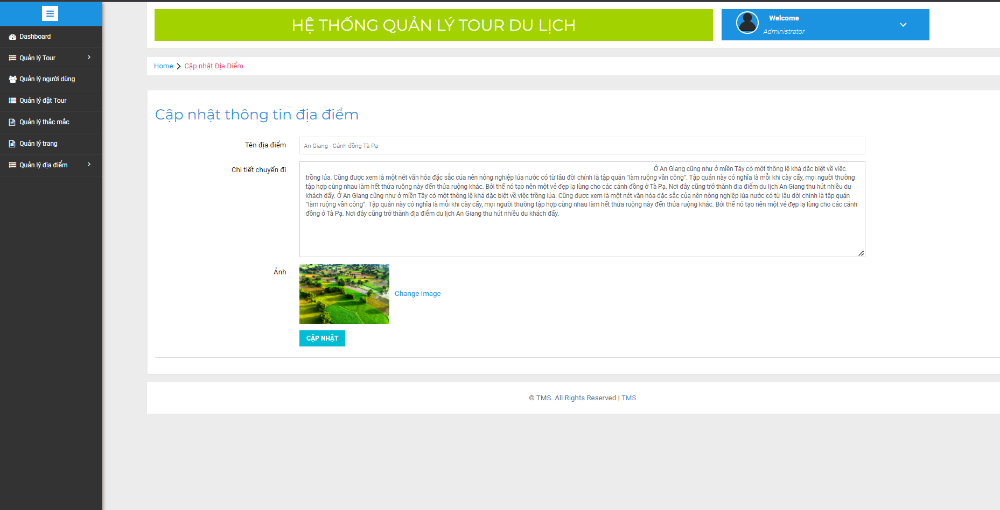 HỆ THỐNG QUẢN LÝ TOUR DU LỊCH
Welcome
Administrator
Dashboard
Quản lý Tour
Quản lý người dùng
Quản lý đặt Tour
Quản lý thắc mắc
Quản lý trang
Quản lý địa điểm
Home
Cập nhật Địa Diểm
Cập nhật thông tin địa điểm
Tên địa điểm
An Giang - Cánh đồng Tà Pạ
Chi tiết chuyến đi
Ở An Giang cũng như ở miền Tây có một thông lệ khá đặc biệt về việc
trồng lúa. Cũng được xem là một nét văn hóa đặc sắc của nên nông nghiệp lúa nước có từ lâu đời chính là tập quán “làm ruộng vần công”. Tập quán này có nghĩa là mỗi khi cày cấy, mọi người thường
tập hợp cùng nhau làm hết thửa ruộng này đến thửa ruộng khác. Bởi thế nó tạo nên một vẻ đẹp lạ lùng cho các cánh đồng ở Tà Pạ. Nơi đây cũng trở thành địa điểm du lịch An Giang thu hút nhiều du
khách đấy. Ở An Giang cũng như ở miền Tây có một thông lệ khá đặc biệt về việc trồng lúa. Cũng được xem là một nét văn hóa đặc sắc của nên nông nghiệp lúa nước có từ lâu đời chính là tập quán
“làm ruộng vần công”. Tập quán này có nghĩa là mỗi khi cày cấy, mọi người thường tập hợp cùng nhau làm hết thửa ruộng này đến thửa ruộng khác. Bởi thế nó tạo nên một vẻ đẹp lạ lùng cho các cánh
đồng ở Tà Pạ. Nơi đây cũng trở thành địa điểm du lịch An Giang thu hút nhiều du khách đấy.
Ảnh
Change Image
CẬP NHẬT
© TMS. All Rights Reserved | TMS